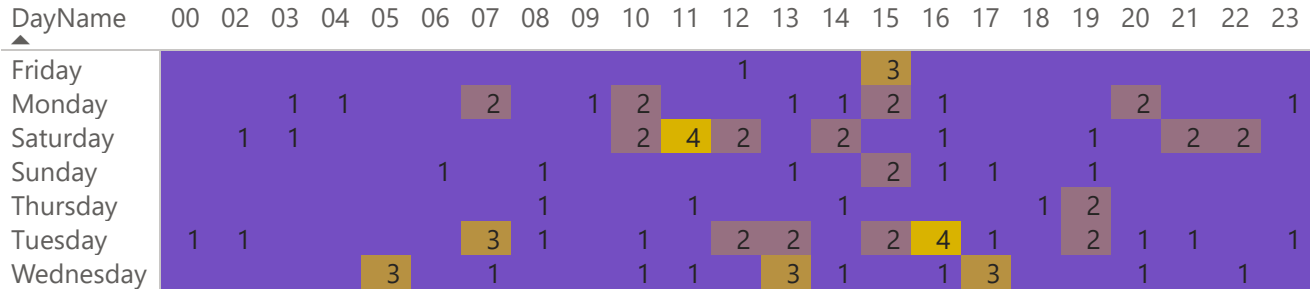 DayName 00 02 03 04 05 06 07 08 09 10 11 12 13 14 15 16 17 18 19 20 21 22 23
Friday 1 3
Monday 1 1 2 1 2 1 1 2 1 2 1
Saturday 1 1 2 4 2 2 1 1 2 2
Sunday 1 1 1 2 1 1 1
Thursday 1 1 1 1 2
Tuesday 1 1 3 1 1 2 2 2 4 1 2 1 1 1
Wednesday 3 1 1 1 3 1 1 3 1 1